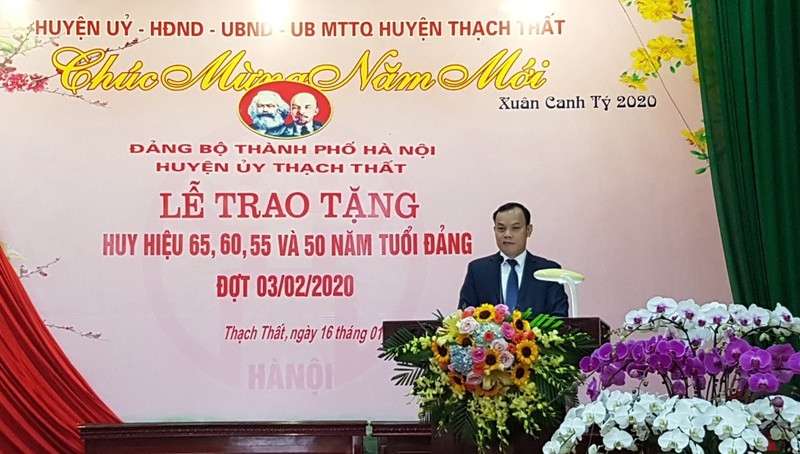 HUYỆN UỶ - HĐND - UBND - UB MTTQ HUYỆN THẠCH THẤT
Chúc Mừng Năm Mới
Xuân Canh Tý 2020
ĐẢNG BỘ THÀNH PHỐ HÀ NỘI
HUYỆN ỦY THẠCH THẤT
LỄ TRAO TẶNG
HUY HIỆU 65, 60, 55 VÀ 50 NĂM TUỔI ĐẢNG
ĐỢT 03/02/2020
Thạch Thất, ngày 16 tháng 01
HÀNỘI